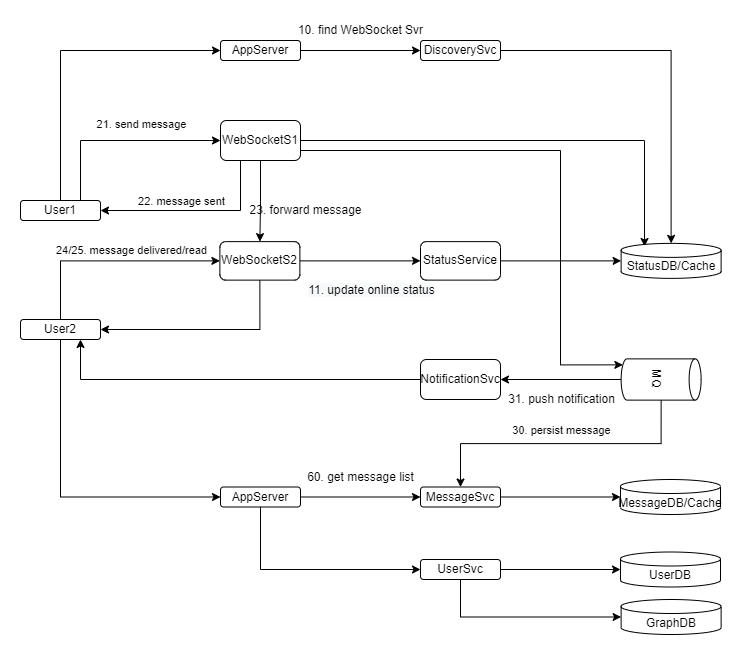 10. find WebSocket Svr
AppServer
DiscoverySvc
21. send message
WebSocketS1
22. message sent
User1
23. forward message
24/25. message delivered/read
WebSocketS2
StatusService
StatusDB/Cache
11. update online status
User2
NotificationSvc
MQ
31. push notification
30. persist message
60. get message list
AppServer
MessageSvc
MessageDB/Cache
UserSvc
UserDB
GraphDB